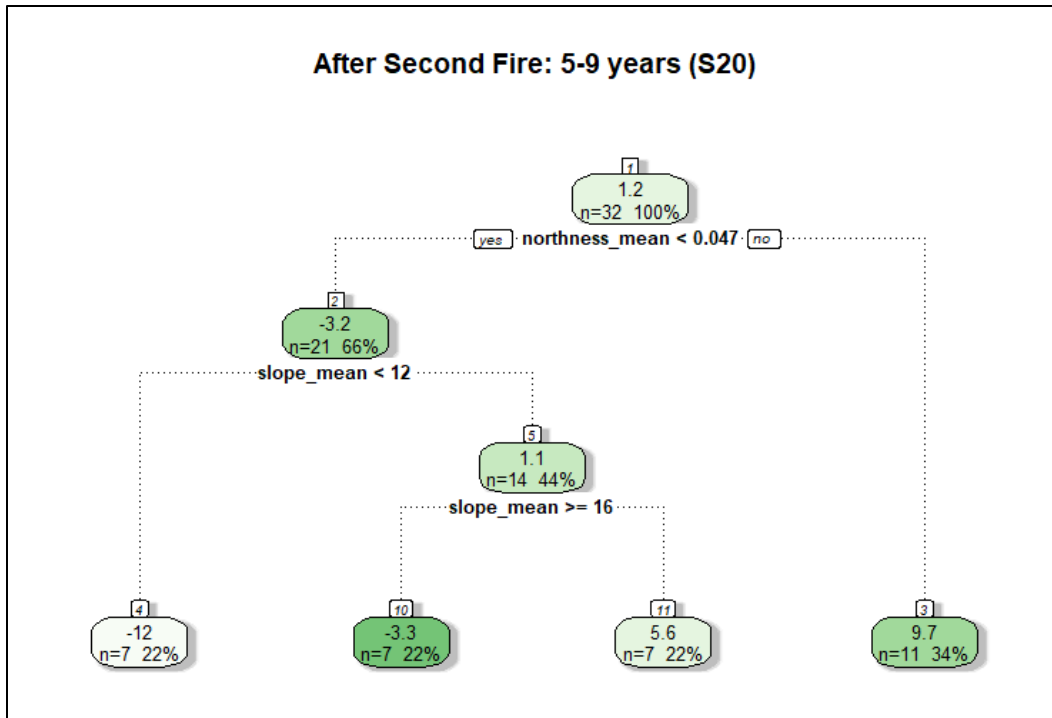 After Second Fire: 5-9 years (S20)
1
1.2
n=32 100%
yes northness_mean < 0.047 no
2
-3.2
n=21 66%
slope_mean < 12
5
1.1
n=14 44%
slope_mean >= 16
4
-12
n=7 22%
10
-3.3
n=7 22%
11
5.6
n=7 22%
3
9.7
n=11 34%